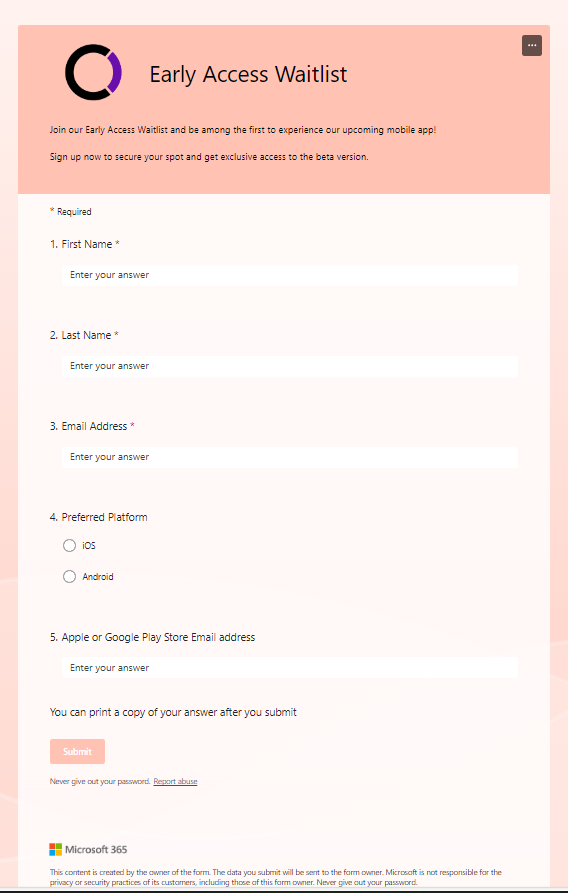 Early Access Waitlist
Join our Early Access Waitlist and be among the first to experience our upcoming mobile app!
Sign up now to secure your spot and get exclusive access to the beta version.
* Required
1. First Name *
Enter your answer
2. Last Name *
Enter your answer
3. Email Address *
Enter your answer
4. Preferred Platform
iOS
Android
5. Apple or Google Play Store Email address
Enter your answer
You can print a copy of your answer after you submit
Submit
Never give out your password. Report abuse
Microsoft 365
This content is created by the owner of the form. The data you submit will be sent to the form owner. Microsoft is not responsible for the
privacy or security practices of its customers, including those of this form owner. Never give out your password.